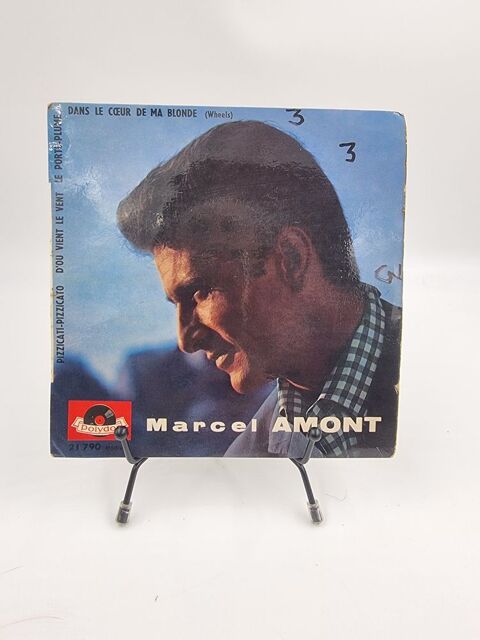 DANS LE CŒUR DE MA BLONDE (Wheels)
PIZZICATI-PIZZICATO D'OU VIENT LE VENT LE PORTE-PLUME
3
3
Polydor
21 790
Marcel AMONT